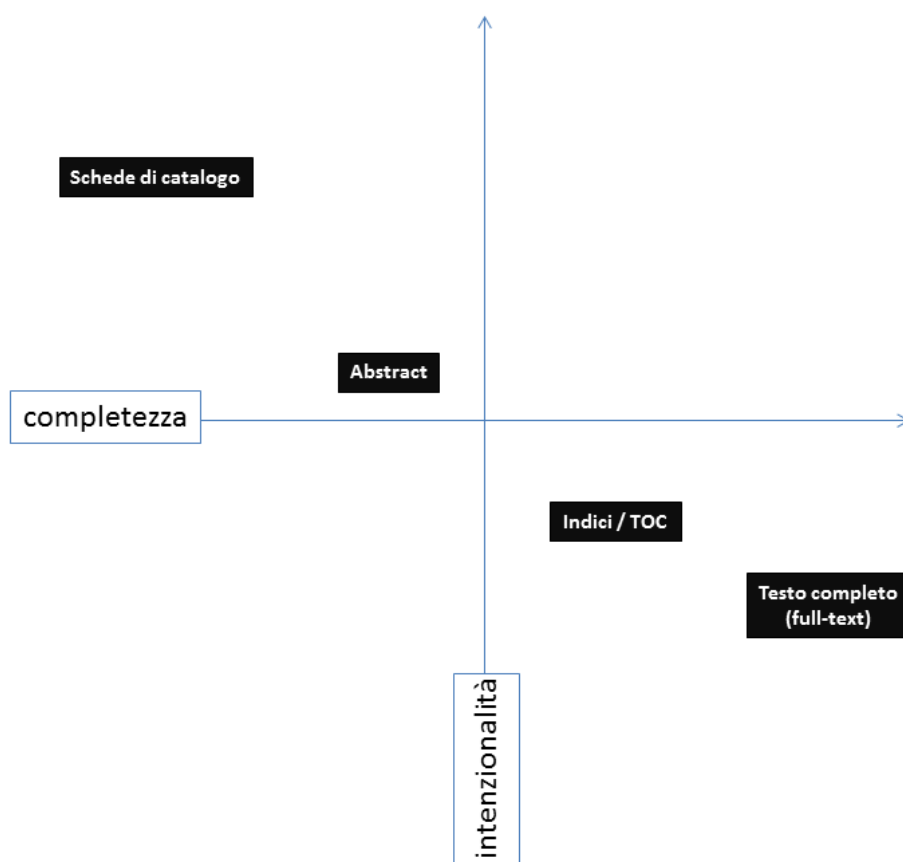 Schede di catalogo
Abstract
completezza
Indici / TOC
Testo completo
(full-text)
intenzionalità